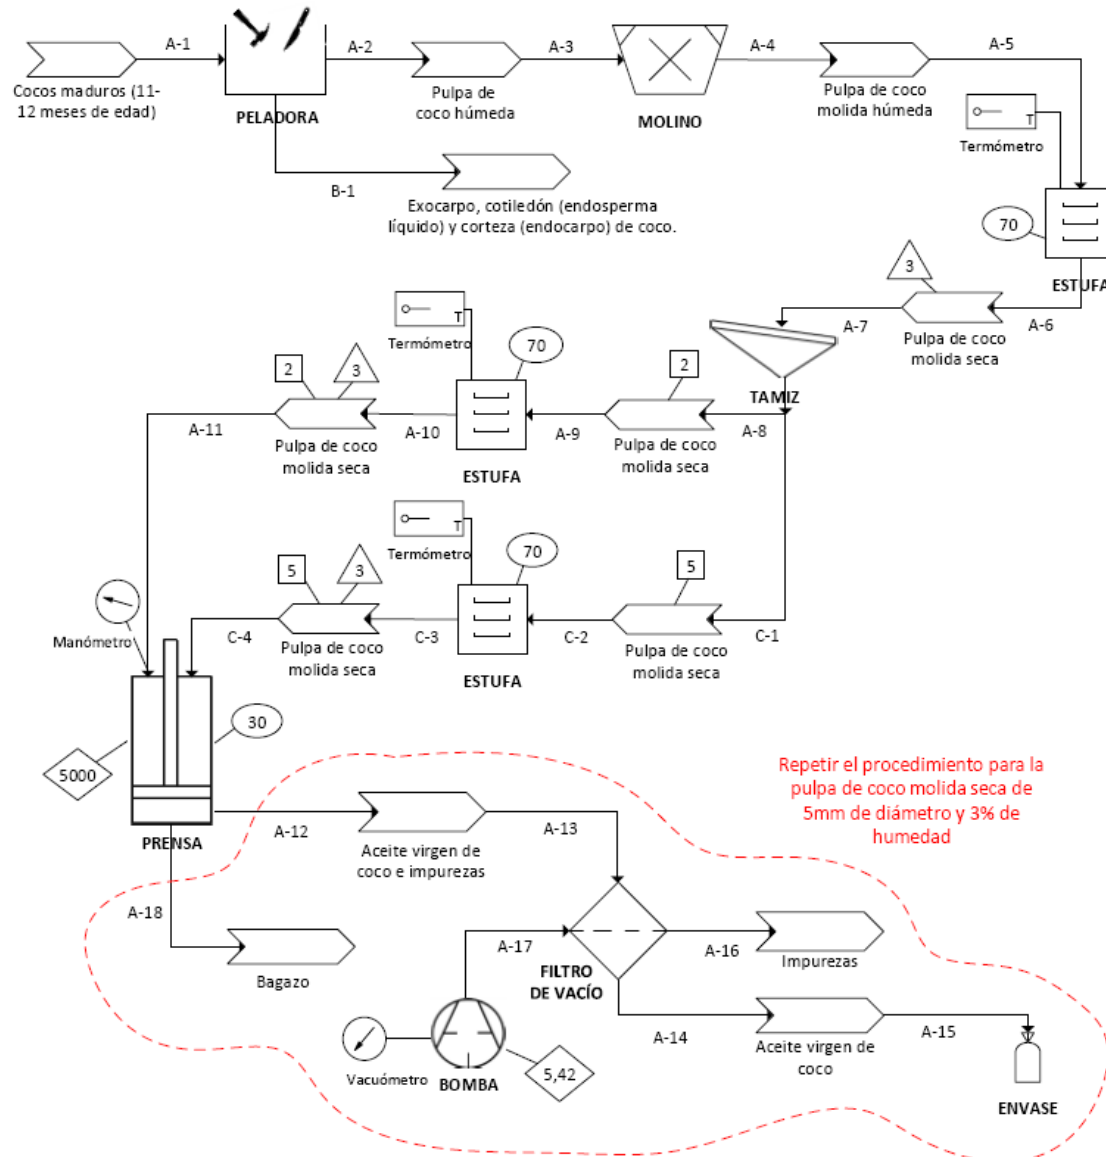 A-1
A-2
A-3
A-4
A-5
Cocos maduros (11-
12 meses de edad)
PELADORA
Pulpa de
coco húmeda
MOLINO
Pulpa de coco
molida húmeda
T
Termómetro
B-1
Exocarpo, cotiledón (endosperma
líquido) y corteza (endocarpo) de coco.
70
ESTUFA
3
A-7
A-6
Pulpa de coco
molida seca
T
Termómetro
70
2
3
2
TAMIZ
A-11
A-10
A-9
A-8
Pulpa de coco
molida seca
ESTUFA
Pulpa de coco
molida seca
T
Termómetro
70
5
3
5
C-4
C-3
C-2
C-1
Manómetro
Pulpa de coco
molida seca
ESTUFA
Pulpa de coco
molida seca
30
5000
PRENSA
Repetir el procedimiento para la
pulpa de coco molida seca de
5mm de diámetro y 3% de
humedad
A-12
A-13
Aceite virgen de
coco e impurezas
A-18
A-17
A-16
Bagazo
FILTRO
DE VACÍO
Impurezas
A-14
A-15
Vacuómetro
BOMBA
5,42
Aceite virgen de
coco
ENVASE